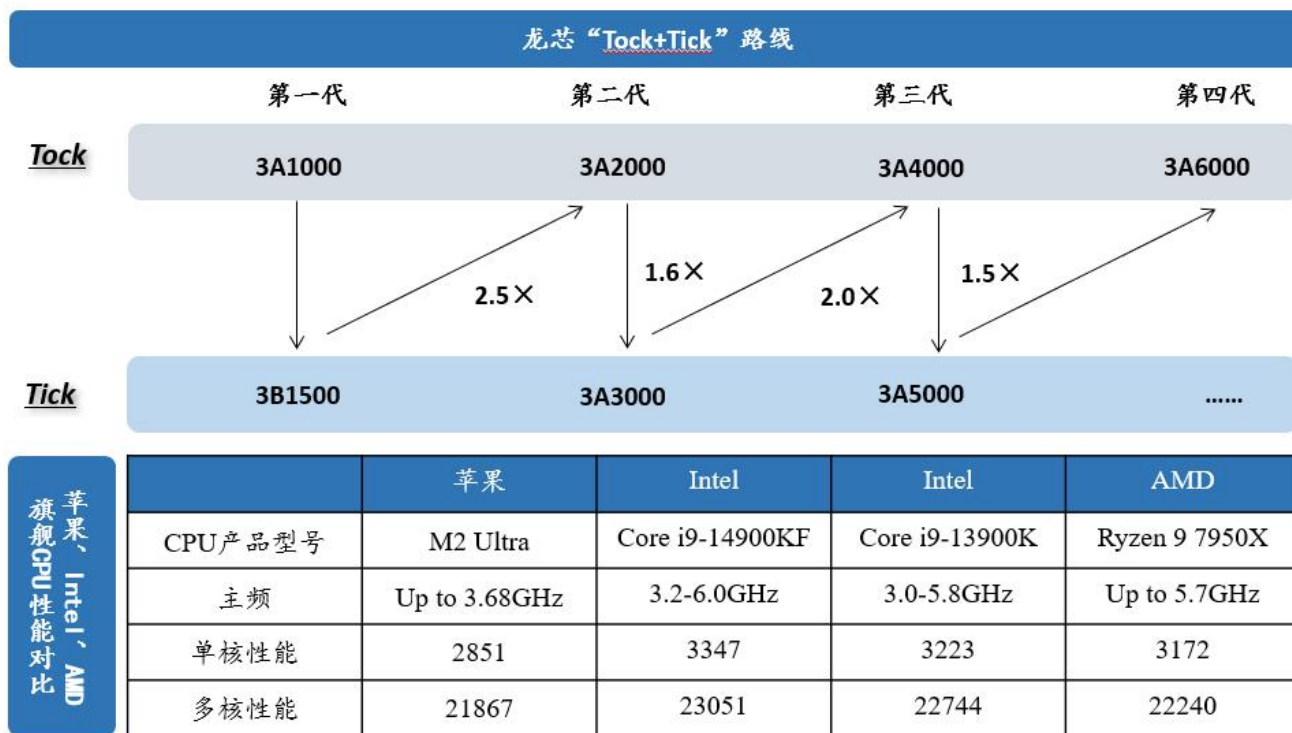 龙芯“Tock+Tick”路线
第一代 第二代 第三代 第四代
Tock 3A1000 3A2000 3A4000 3A6000
2.5× 1.6× 2.0× 1.5×
Tick 3B1500 3A3000 3A5000 ......
苹果、Intel、AMD
旗舰CPU性能对比
苹果 Intel Intel AMD
CPU产品型号 M2 Ultra Core i9-14900KF Core i9-13900K Ryzen 9 7950X
主频 Up to 3.68GHz 3.2-6.0GHz 3.0-5.8GHz Up to 5.7GHz
单核性能 2851 3347 3223 3172
多核性能 21867 23051 22744 22240